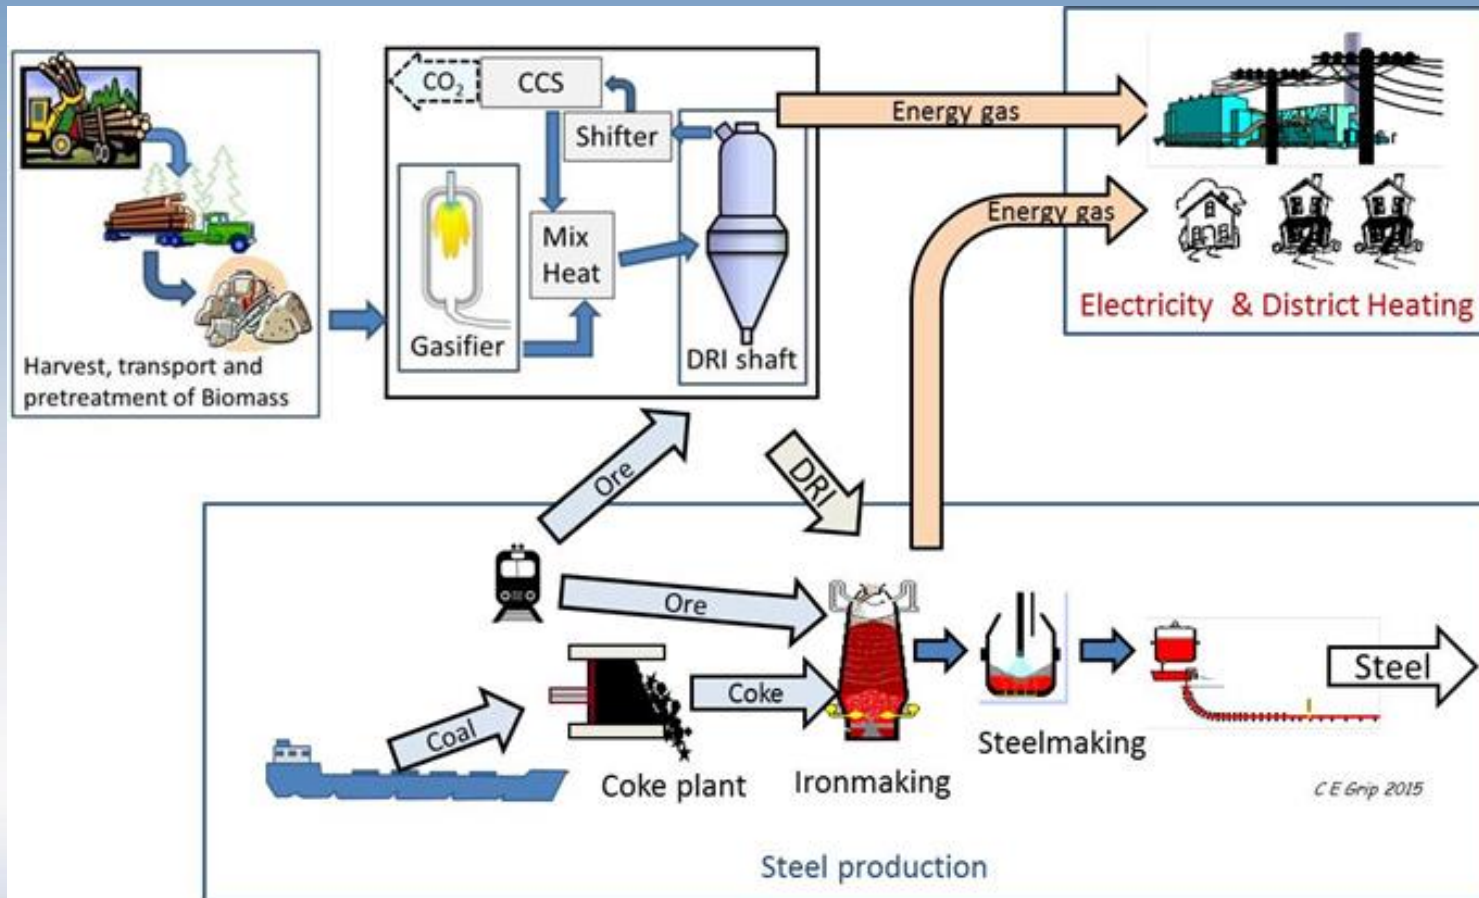 CO₂
CCS
Shifter
Mix
Heat
Gasifier
DRI shaft
Harvest, transport and
pretreatment of Biomass
Energy gas
Energy gas
Electricity & District Heating
Ore
DRI
Ore
Coal
Coke
Coke plant
Ironmaking
Steelmaking
Steel
C E Grip 2015
Steel production